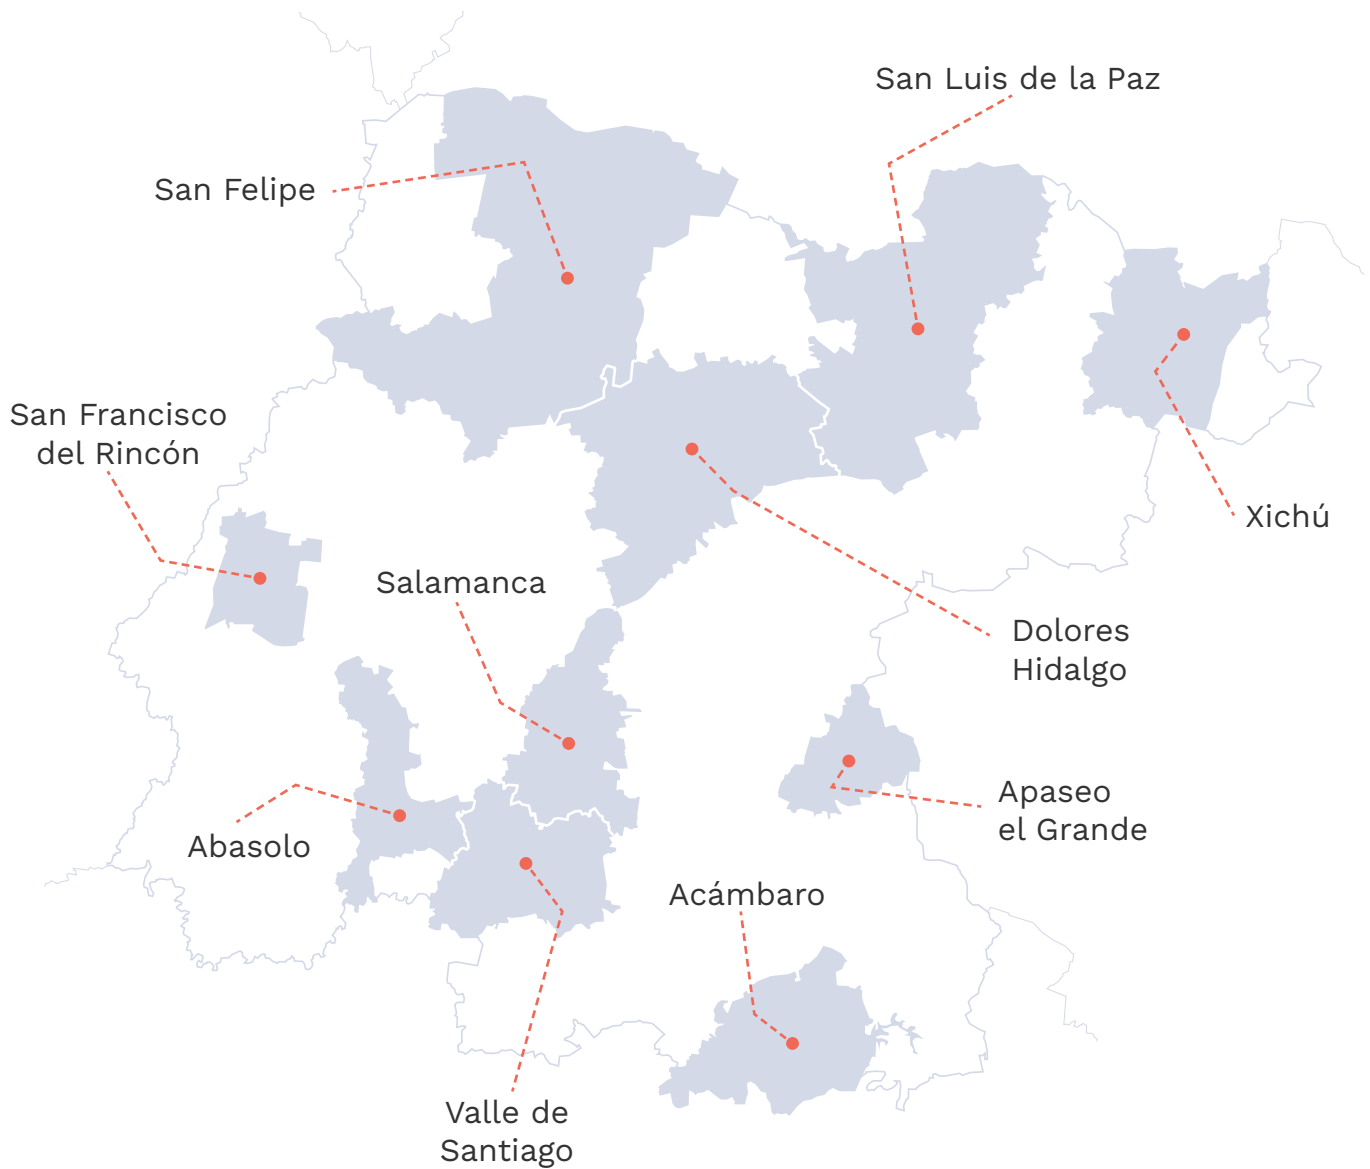 San Luis de la Paz
San Felipe
San Francisco
del Rincón
Xichú
Salamanca
Dolores
Hidalgo
Apaseo
el Grande
Abasolo
Acámbaro
Valle de
Santiago